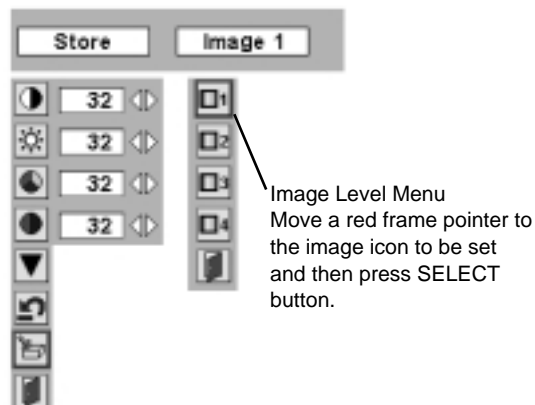 Store Image 1
32 1
32 2
32 3
32 4
Image Level Menu
Move a red frame pointer to
the image icon to be set
and then press SELECT
button.